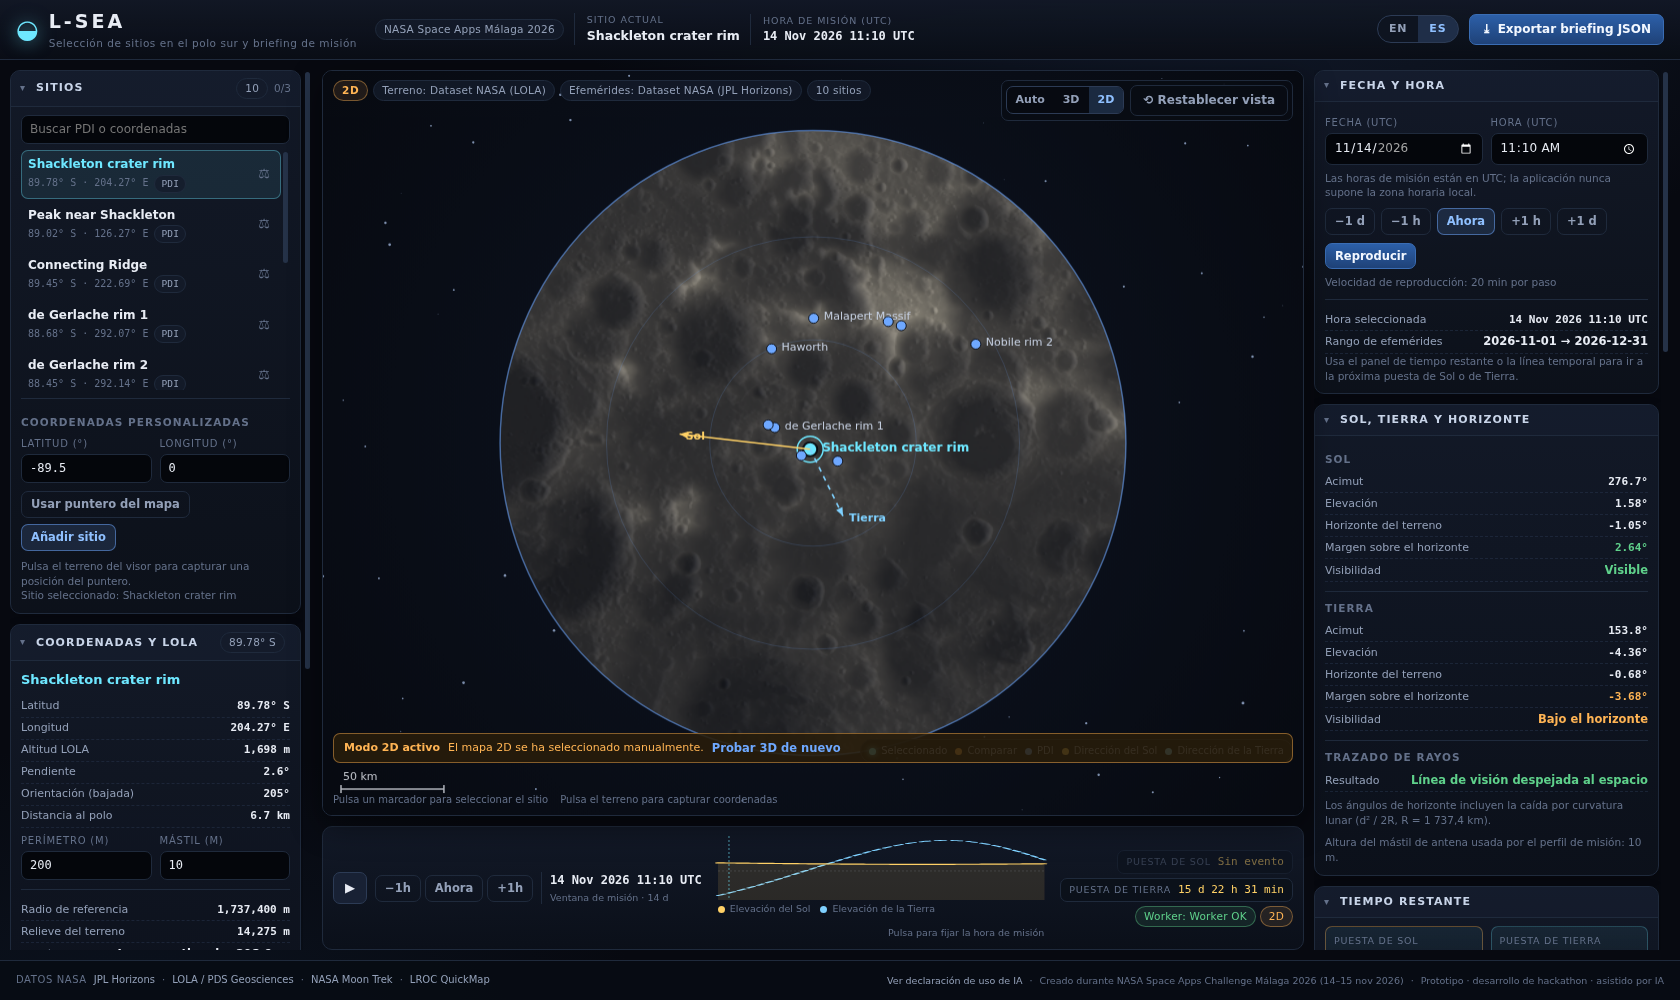 L-SEA
Selección de sitios en el polo sur y briefing de misión
NASA Space Apps Málaga 2026
SITIO ACTUAL
Shackleton crater rim
HORA DE MISIÓN (UTC)
14 Nov 2026 11:10 UTC
EN ES
Exportar briefing JSON
SITIOS 10 0/3
Buscar PDI o coordenadas
Shackleton crater rim
89.78° S · 204.27° E PDI
Peak near Shackleton
89.02° S · 126.27° E PDI
Connecting Ridge
89.45° S · 222.69° E PDI
de Gerlache rim 1
88.68° S · 292.07° E PDI
de Gerlache rim 2
88.45° S · 292.14° E PDI
COORDENADAS PERSONALIZADAS
LATITUD (°) LONGITUD (°)
-89.5 0
Usar puntero del mapa
Añadir sitio
Pulsa el terreno del visor para capturar una
posición del puntero.
Sitio seleccionado: Shackleton crater rim
COORDENADAS Y LOLA 89.78° S
Shackleton crater rim
Latitud 89.78° S
Longitud 204.27° E
Altitud LOLA 1,698 m
Pendiente 2.6°
Orientación (bajada) 205°
Distancia al polo 6.7 km
PERÍMETRO (M) MÁSTIL (M)
200 10
Radio de referencia 1,737,400 m
Relieve del terreno 14,275 m
2D Terreno: Dataset NASA (LOLA) Efemérides: Dataset NASA (JPL Horizons) 10 sitios
Auto 3D 2D ⟲ Restablecer vista
Malapert Massif
Haworth
Nobile rim 2
de Gerlache rim 1
Sol
Shackleton crater rim
Tierra
Modo 2D activo El mapa 2D se ha seleccionado manualmente. Probar 3D de nuevo
Seleccionado Comparar PDI Dirección del Sol Dirección de la Tierra
50 km
Pulsa un marcador para seleccionar el sitio Pulsa el terreno para capturar coordenadas
▶ −1h Ahora +1h
14 Nov 2026 11:10 UTC
Ventana de misión · 14 d
Elevación del Sol Elevación de la Tierra
Pulsa para fijar la hora de misión
PUESTA DE SOL Sin evento
PUESTA DE TIERRA 15 d 22 h 31 min
Worker: Worker OK 2D
FECHA Y HORA
FECHA (UTC) HORA (UTC)
11/14/2026 11:10 AM
Las horas de misión están en UTC; la aplicación nunca
supone la zona horaria local.
−1 d −1 h Ahora +1 h +1 d
Reproducir
Velocidad de reproducción: 20 min por paso
Hora seleccionada 14 Nov 2026 11:10 UTC
Rango de efemérides 2026-11-01 → 2026-12-31
Usa el panel de tiempo restante o la línea temporal para ir a
la próxima puesta de Sol o de Tierra.
SOL, TIERRA Y HORIZONTE
SOL
Acimut 276.7°
Elevación 1.58°
Horizonte del terreno -1.05°
Margen sobre el horizonte 2.64°
Visibilidad Visible
TIERRA
Acimut 153.8°
Elevación -4.36°
Horizonte del terreno -0.68°
Margen sobre el horizonte -3.68°
Visibilidad Bajo el horizonte
TRAZADO DE RAYOS
Resultado Línea de visión despejada al espacio
Los ángulos de horizonte incluyen la caída por curvatura
lunar (d² / 2R, R = 1 737,4 km).
Altura del mástil de antena usada por el perfil de misión: 10
m.
TIEMPO RESTANTE
PUESTA DE SOL PUESTA DE TIERRA
DATOS NASA JPL Horizons · LOLA / PDS Geosciences · NASA Moon Trek · LROC QuickMap
Ver declaración de uso de IA · Creado durante NASA Space Apps Challenge Málaga 2026 (14–15 nov 2026) · Prototipo · desarrollo de hackathon · asistido por IA